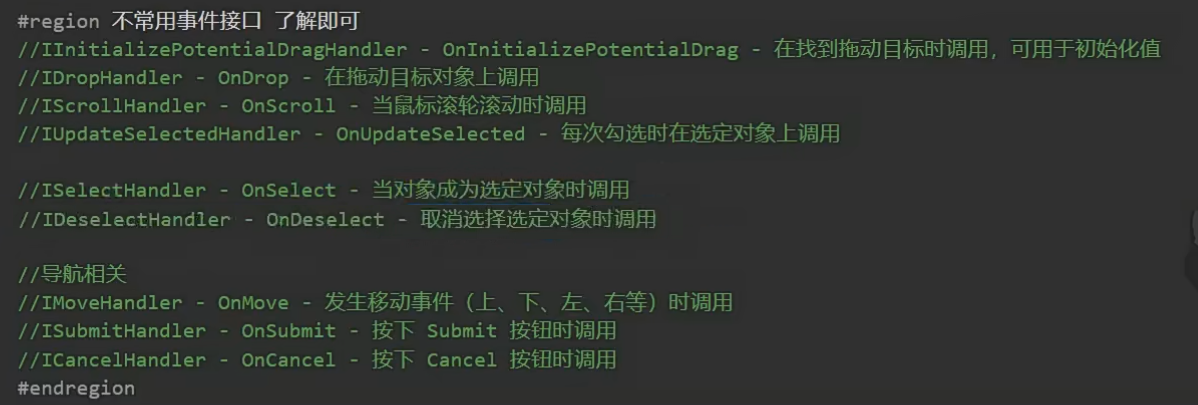 #region 不常用事件接口 了解即可
//IInitializePotentialDragHandler - OnInitializePotentialDrag - 在找到拖动目标时调用，可用于初始化值
//IDropHandler - OnDrop - 在拖动目标对象上调用
//IScrollHandler - OnScroll - 当鼠标滚轮滚动时调用
//IUpdateSelectedHandler - OnUpdateSelected - 每次勾选时在选定对象上调用
//ISelectHandler - OnSelect - 当对象成为选定对象时调用
//IDeselectHandler - OnDeselect - 取消选择选定对象时调用
//导航相关
//IMoveHandler - OnMove - 发生移动事件（上、下、左、右等）时调用
//ISubmitHandler - OnSubmit - 按下 Submit 按钮时调用
//ICancelHandler - OnCancel - 按下 Cancel 按钮时调用
#endregion